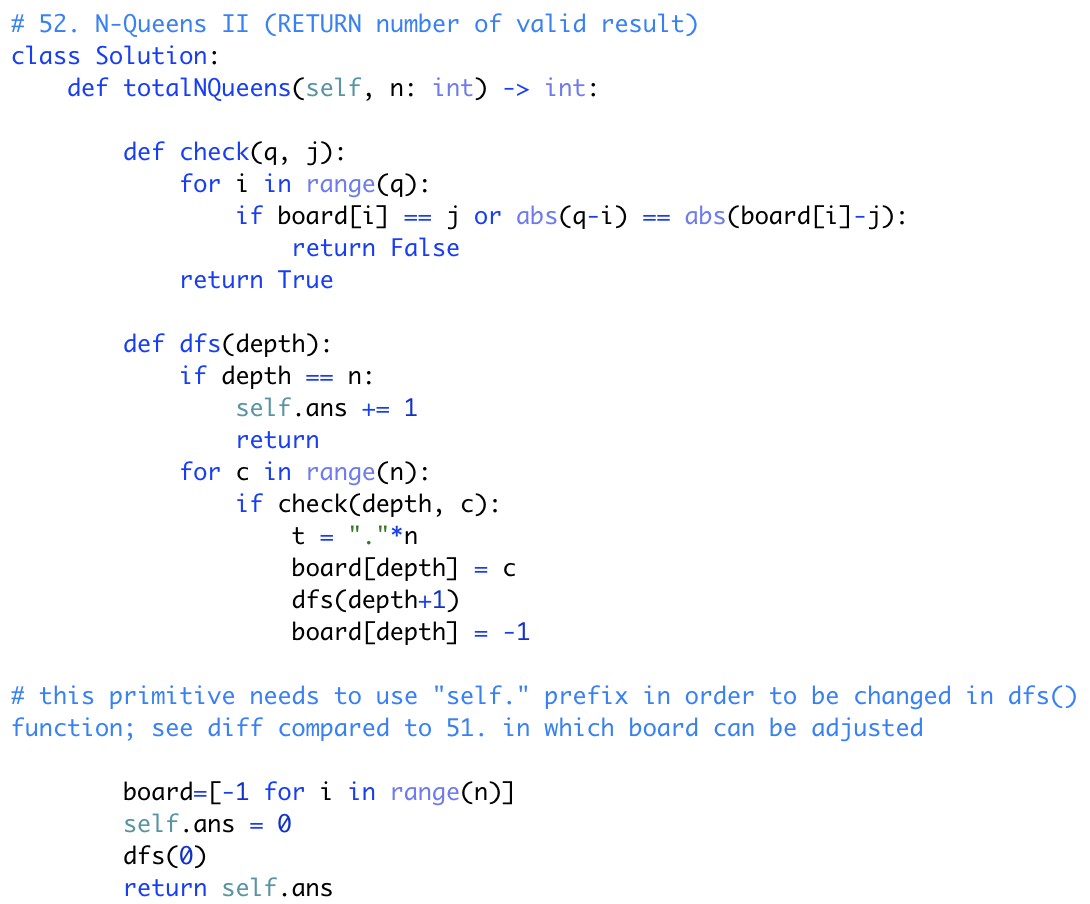 # 52. N-Queens II (RETURN number of valid result)
class Solution:
    def totalNQueens(self, n: int) -> int:

        def check(q, j):
            for i in range(q):
                if board[i] == j or abs(q-i) == abs(board[i]-j):
                    return False
            return True

        def dfs(depth):
            if depth == n:
                self.ans += 1
                return
            for c in range(n):
                if check(depth, c):
                    t = "."*n
                    board[depth] = c
                    dfs(depth+1)
                    board[depth] = -1

# this primitive needs to use "self." prefix in order to be changed in dfs()
function; see diff compared to 51. in which board can be adjusted

        board=[-1 for i in range(n)]
        self.ans = 0
        dfs(0)
        return self.ans